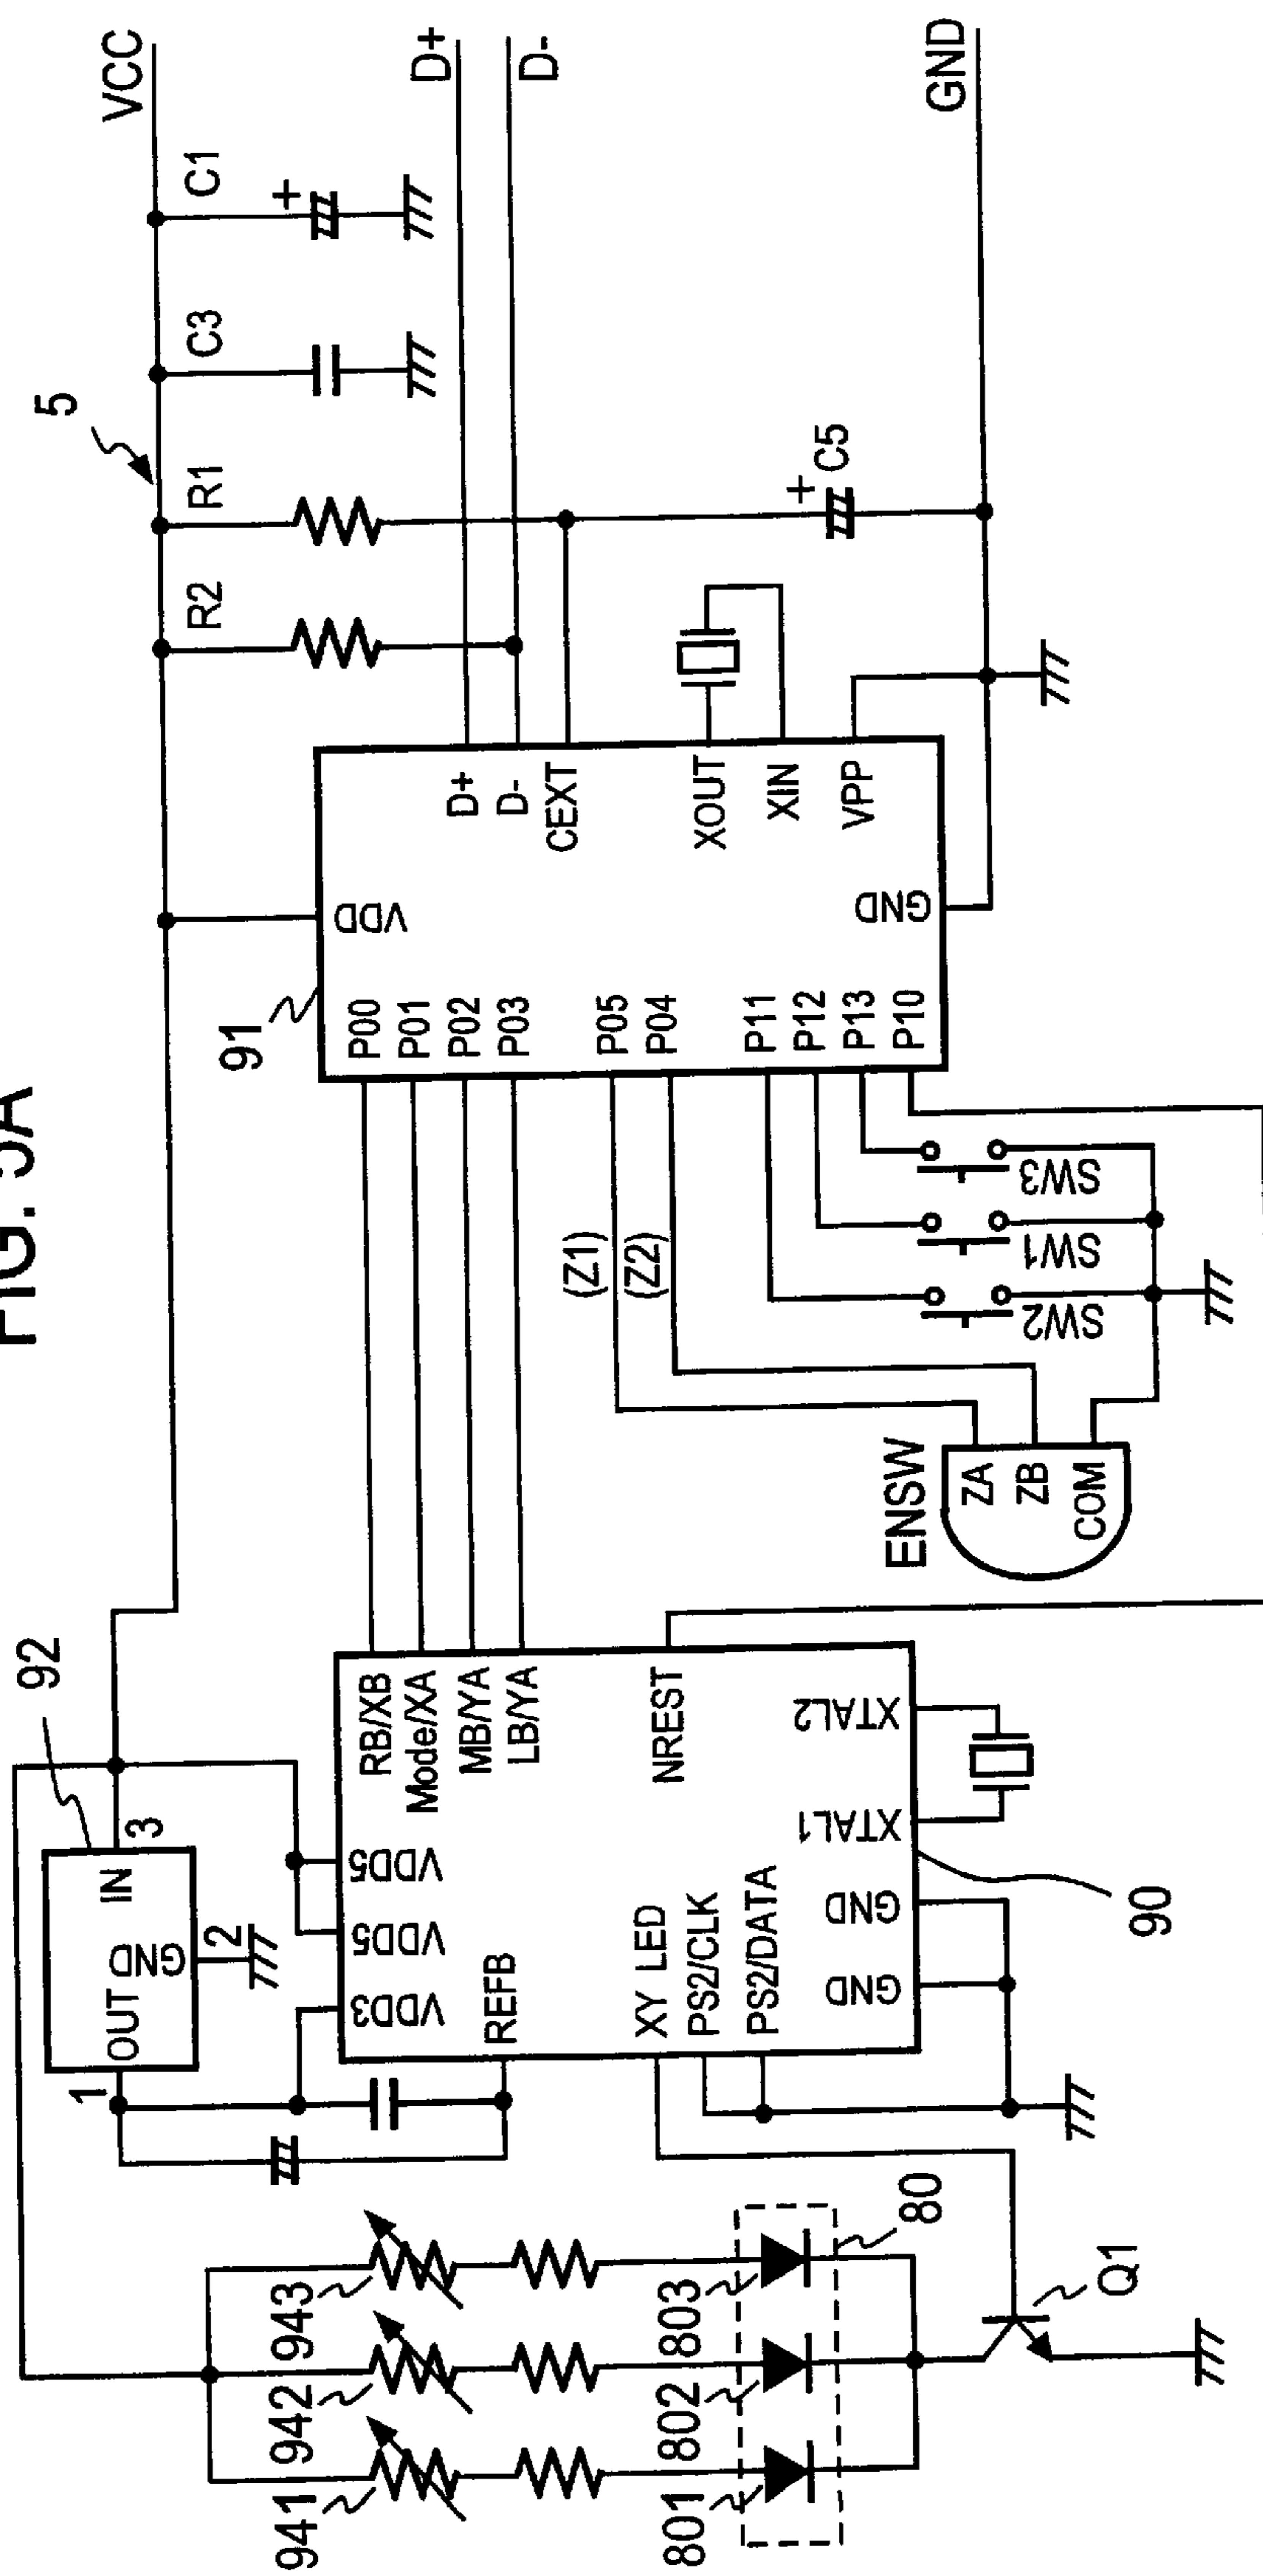 FIG. 5A
VCC
D+
D-
GND
5
C1
C3
R1
R2
+
+
C5
91
VDD
D+
D-
CEXT
XOUT
XIN
VPP
GND
P00
P01
P02
P03
P05
P04
P11
P12
P13
P10
(Z1)
(Z2)
SW3
SW1
SW2
ENSW
ZA
ZB
COM
92
IN
3
GND
2
OUT
1
RB/XB
Mode/XA
MB/YA
LB/YA
NREST
XTAL2
XTAL1
VDD5
VDD5
VDD3
REFB
XY LED
PS2/CLK
PS2/DATA
GND
GND
90
943
942
941
803
802
801
80
Q1